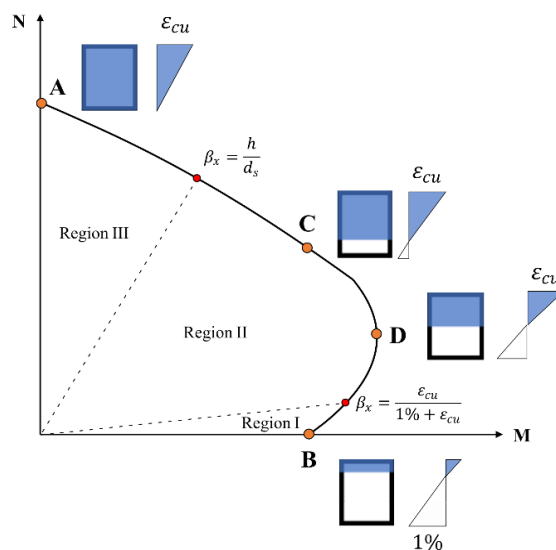 N
ε_cu
A
β_x = h/d_s
ε_cu
Region III
C
ε_cu
Region II
D
β_x = ε_cu/(1% + ε_cu)
Region I
M
B
1%